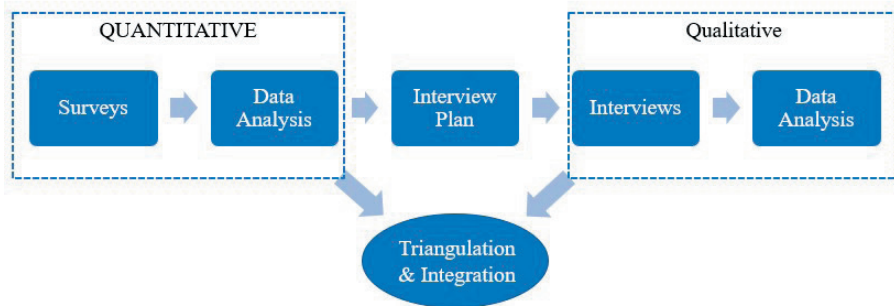 QUANTITATIVE
Qualitative
Surveys
Data
Analysis
Interview
Plan
Interviews
Data
Analysis
Triangulation
& Integration